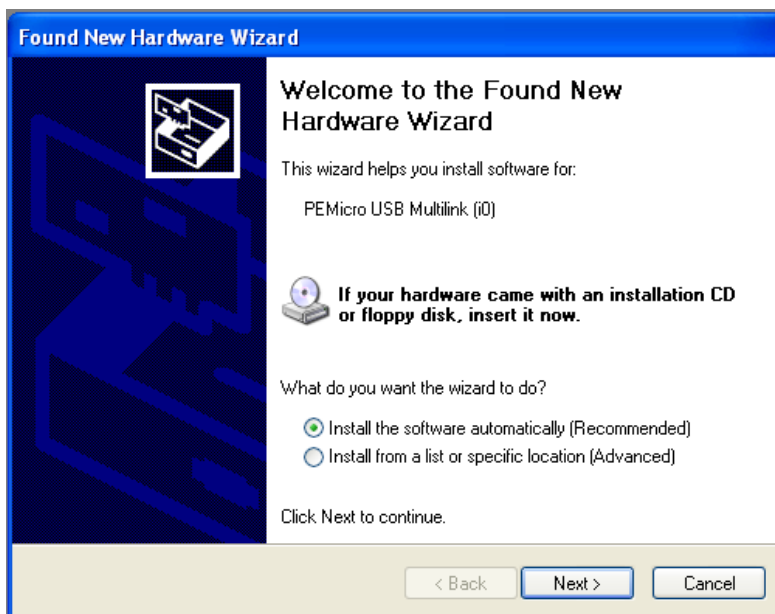 Found New Hardware Wizard
Welcome to the Found New
Hardware Wizard
This wizard helps you install software for:
PEMicro USB Multilink (i0)
If your hardware came with an installation CD
or floppy disk, insert it now.
What do you want the wizard to do?
Install the software automatically (Recommended)
Install from a list or specific location (Advanced)
Click Next to continue.
< Back
Next >
Cancel